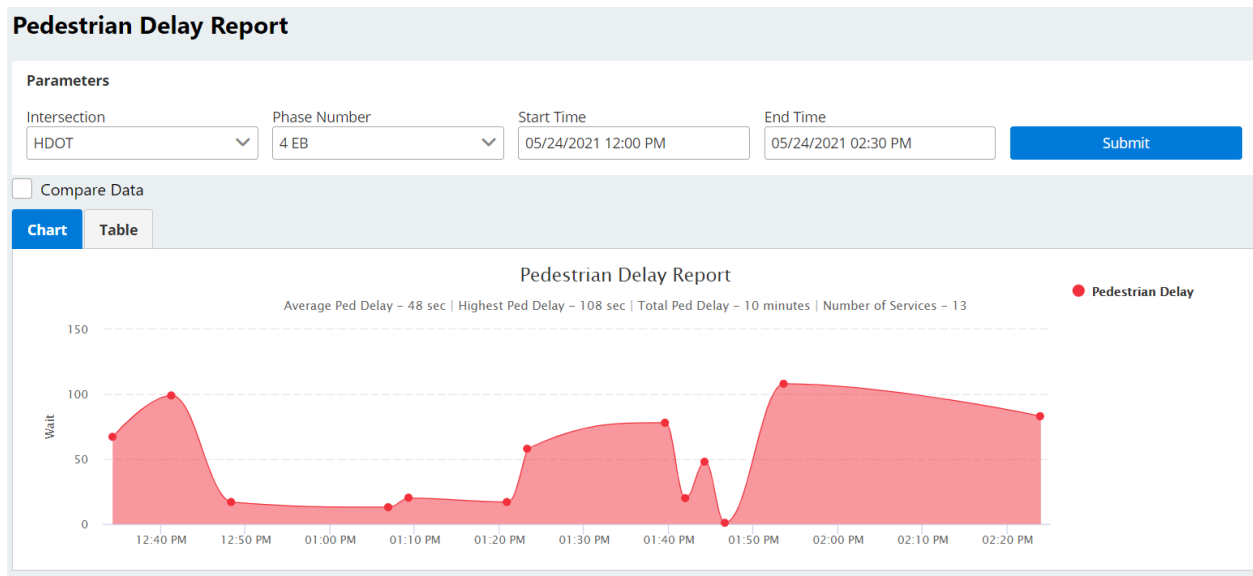 Pedestrian Delay Report
Parameters
Intersection Phase Number Start Time End Time
HDOT 4 EB 05/24/2021 12:00 PM 05/24/2021 02:30 PM Submit
Compare Data
Chart Table
Pedestrian Delay Report
Average Ped Delay – 48 sec | Highest Ped Delay – 108 sec | Total Ped Delay – 10 minutes | Number of Services – 13
Pedestrian Delay
150
100
50
0
Wait
12:40 PM 12:50 PM 01:00 PM 01:10 PM 01:20 PM 01:30 PM 01:40 PM 01:50 PM 02:00 PM 02:10 PM 02:20 PM